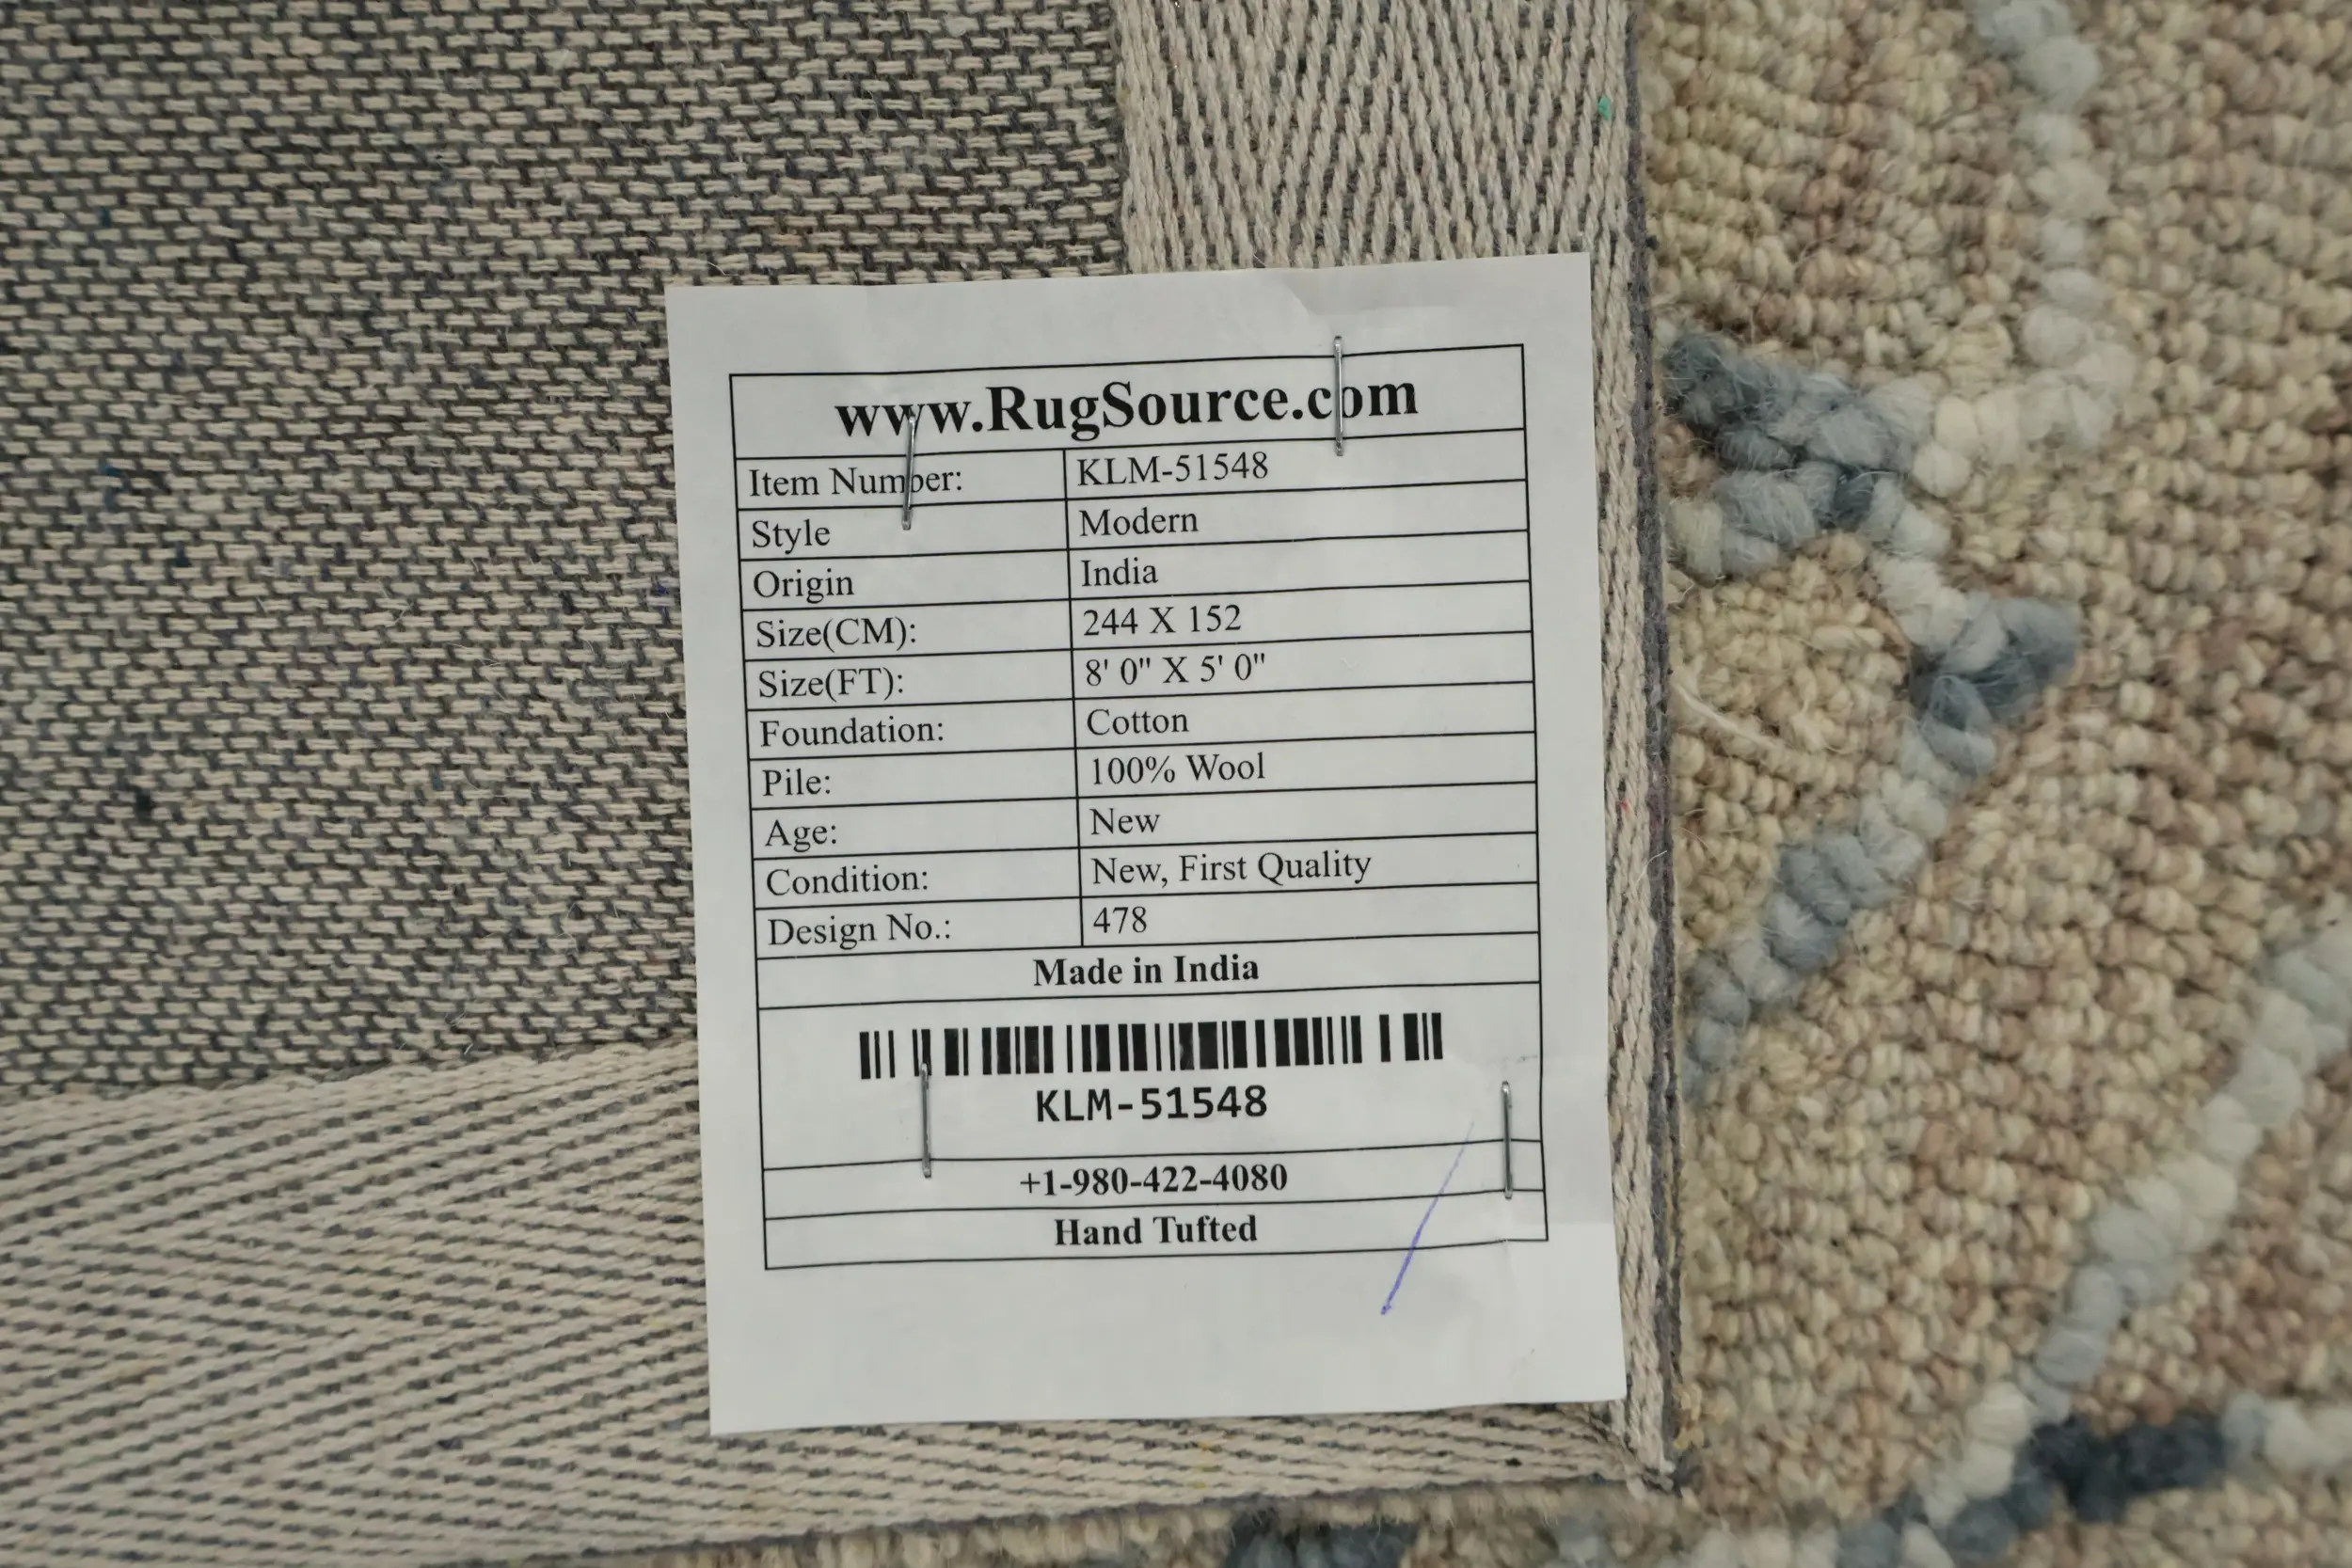 www.RugSource.com
Item Number: KLM-51548
Style Modern
Origin India
Size(CM): 244 X 152
Size(FT): 8' 0" X 5' 0"
Foundation: Cotton
Pile: 100% Wool
Age: New
Condition: New, First Quality
Design No.: 478
Made in India
KLM-51548
+1-980-422-4080
Hand Tufted